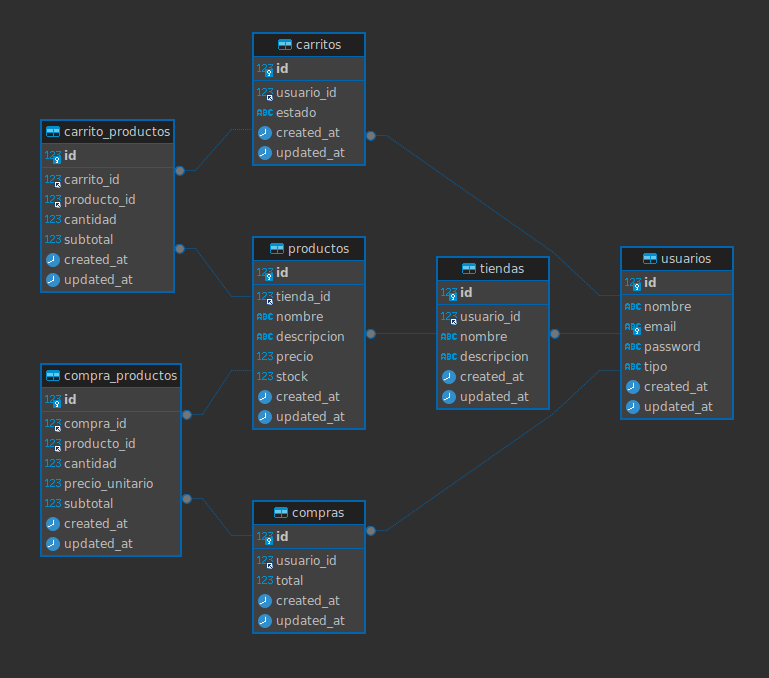 carritos
123 id
123 usuario_id
ABC estado
created_at
updated_at
carrito_productos
123 id
123 carrito_id
123 producto_id
123 cantidad
123 subtotal
created_at
updated_at
productos
123 id
123 tienda_id
ABC nombre
ABC descripcion
123 precio
123 stock
created_at
updated_at
tiendas
123 id
123 usuario_id
ABC nombre
ABC descripcion
created_at
updated_at
usuarios
123 id
ABC nombre
ABC email
ABC password
ABC tipo
created_at
updated_at
compra_productos
123 id
123 compra_id
123 producto_id
123 cantidad
123 precio_unitario
123 subtotal
created_at
updated_at
compras
123 id
123 usuario_id
123 total
created_at
updated_at